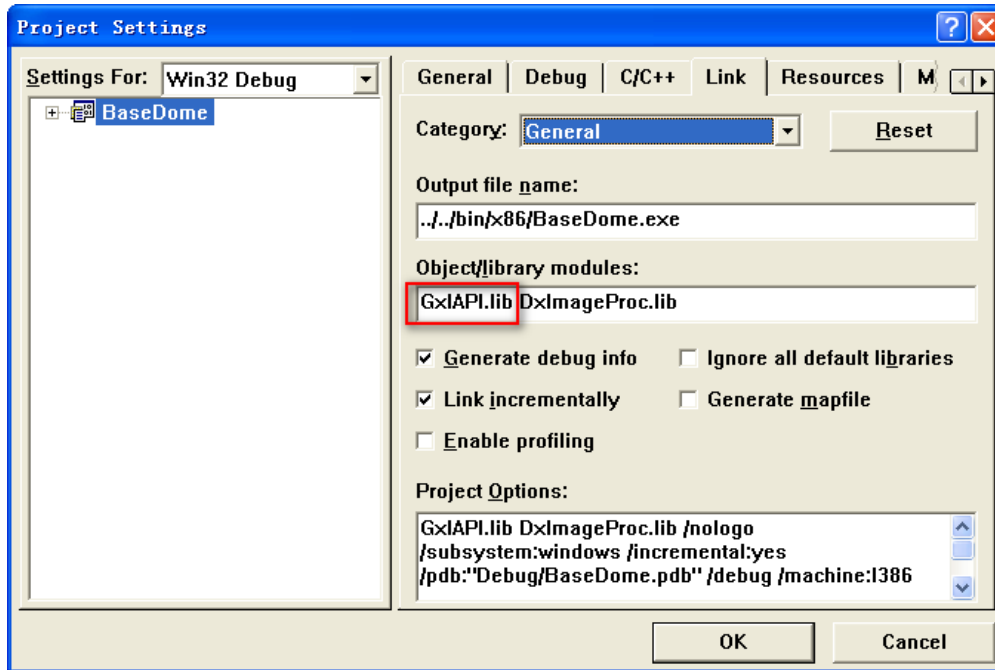 Project Settings
Settings For: Win32 Debug
BaseDome
General Debug C/C++ Link Resources M
Category: General Reset
Output file name:
../../bin/x86/BaseDome.exe
Object/library modules:
GxIAPI.lib DxImageProc.lib
Generate debug info Ignore all default libraries
Link incrementally Generate mapfile
Enable profiling
Project Options:
GxIAPI.lib DxImageProc.lib /nologo
/subsystem:windows /incremental:yes
/pdb:"Debug/BaseDome.pdb" /debug /machine:I386
OK Cancel